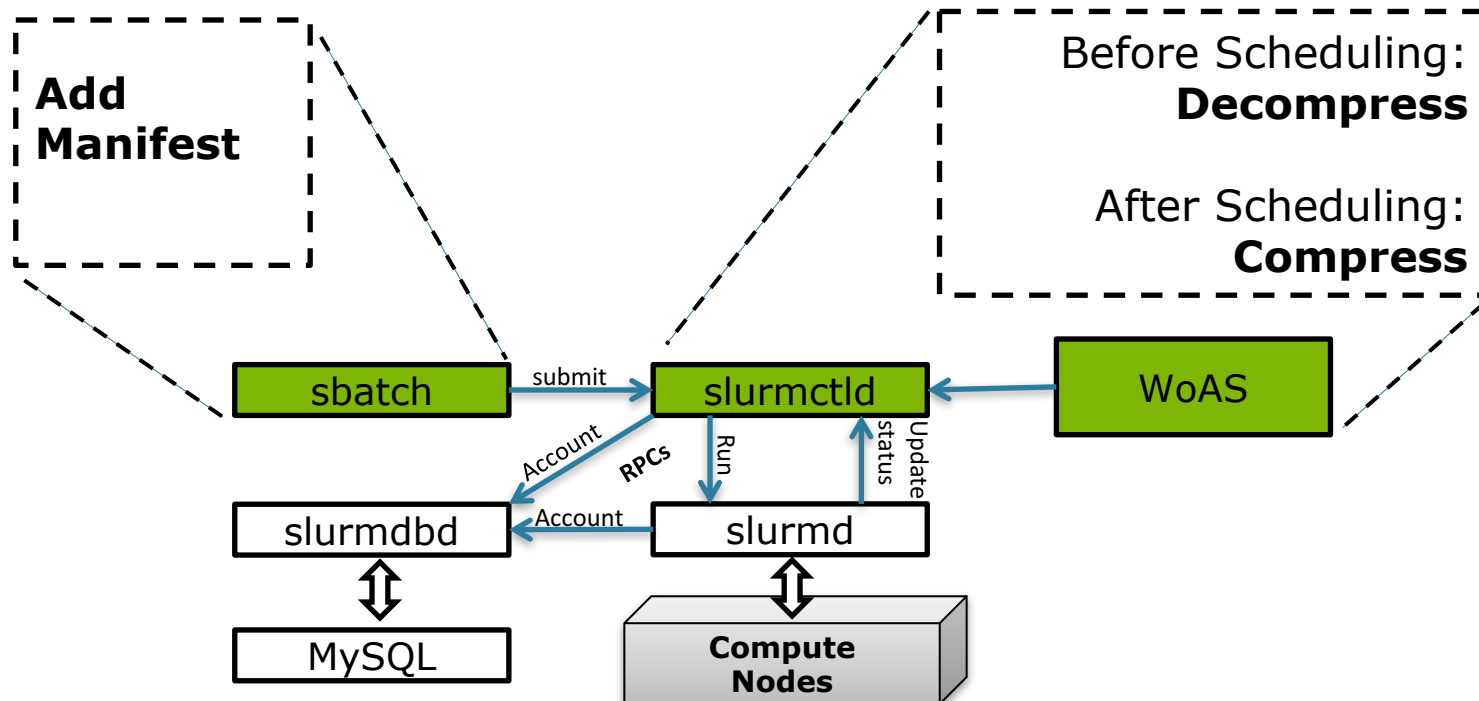 Add
Manifest
Before Scheduling:
Decompress
After Scheduling:
Compress
sbatch
submit
slurmctld
WoAS
Account
RPCs
Run
Update
status
slurmdbd
Account
slurmd
MySQL
Compute
Nodes